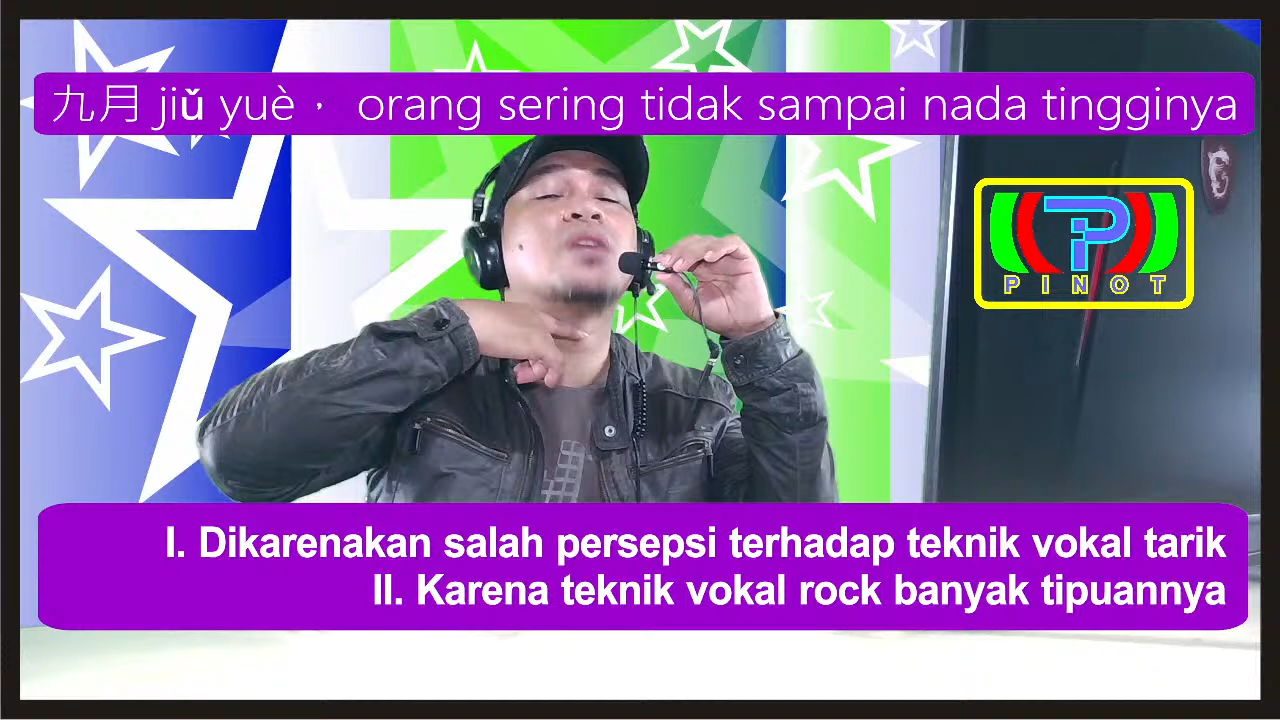 九月 jiǔ yuè， orang sering tidak sampai nada tingginya
PINOT
I. Dikarenakan salah persepsi terhadap teknik vokal tarik
II. Karena teknik vokal rock banyak tipuannya